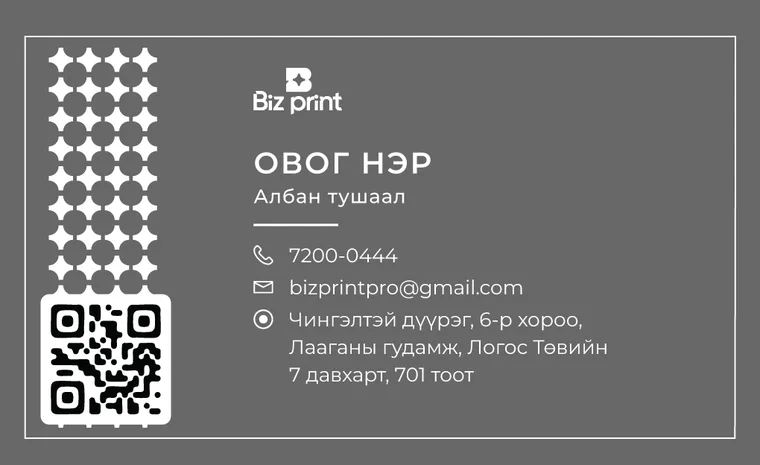 Biz print
ОВОГ НЭР
Албан тушаал
7200-0444
bizprintpro@gmail.com
Чингэлтэй дүүрэг, 6-р хороо,
Лааганы гудамж, Логос Төвийн
7 давхарт, 701 тоот